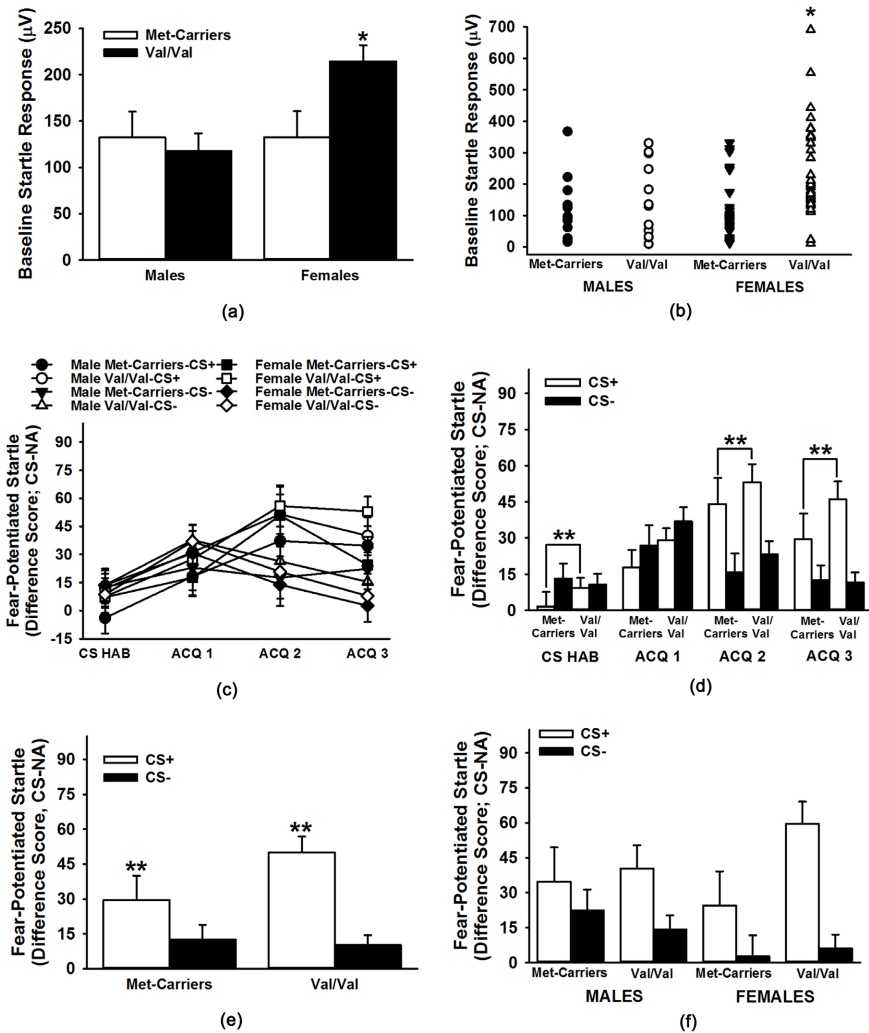 Baseline Startle Response (μV)
250
200
150
100
50
0
Met-Carriers
Val/Val
*
Males
Females
(a)
Baseline Startle Response (μV)
700
600
500
400
300
200
100
0
*
Met-Carriers Val/Val Met-Carriers Val/Val
MALES FEMALES
(b)
Male Met-Carriers-CS+ Female Met-Carriers-CS+
Male Val/Val-CS+ Female Val/Val-CS+
Male Met-Carriers-CS- Female Met-Carriers-CS-
Male Val/Val-CS- Female Val/Val-CS-
Fear-Potentiated Startle
(Difference Score; CS-NA)
90
75
60
45
30
15
0
-15
CS HAB ACQ 1 ACQ 2 ACQ 3
(c)
Fear-Potentiated Startle
(Difference Score; CS-NA)
90
75
60
45
30
15
0
CS+
CS-
** ** **
Met- Val/ Met- Val/ Met- Val/ Met- Val/
Carriers Val Carriers Val Carriers Val Carriers Val
CS HAB ACQ 1 ACQ 2 ACQ 3
(d)
Fear-Potentiated Startle
(Difference Score, CS-NA)
90
75
60
45
30
15
0
CS+
CS-
** **
Met-Carriers Val/Val
(e)
Fear-Potentiated Startle
(Difference Score; CS-NA)
90
75
60
45
30
15
0
CS+
CS-
Met-Carriers Val/Val Met-Carriers Val/Val
MALES FEMALES
(f)